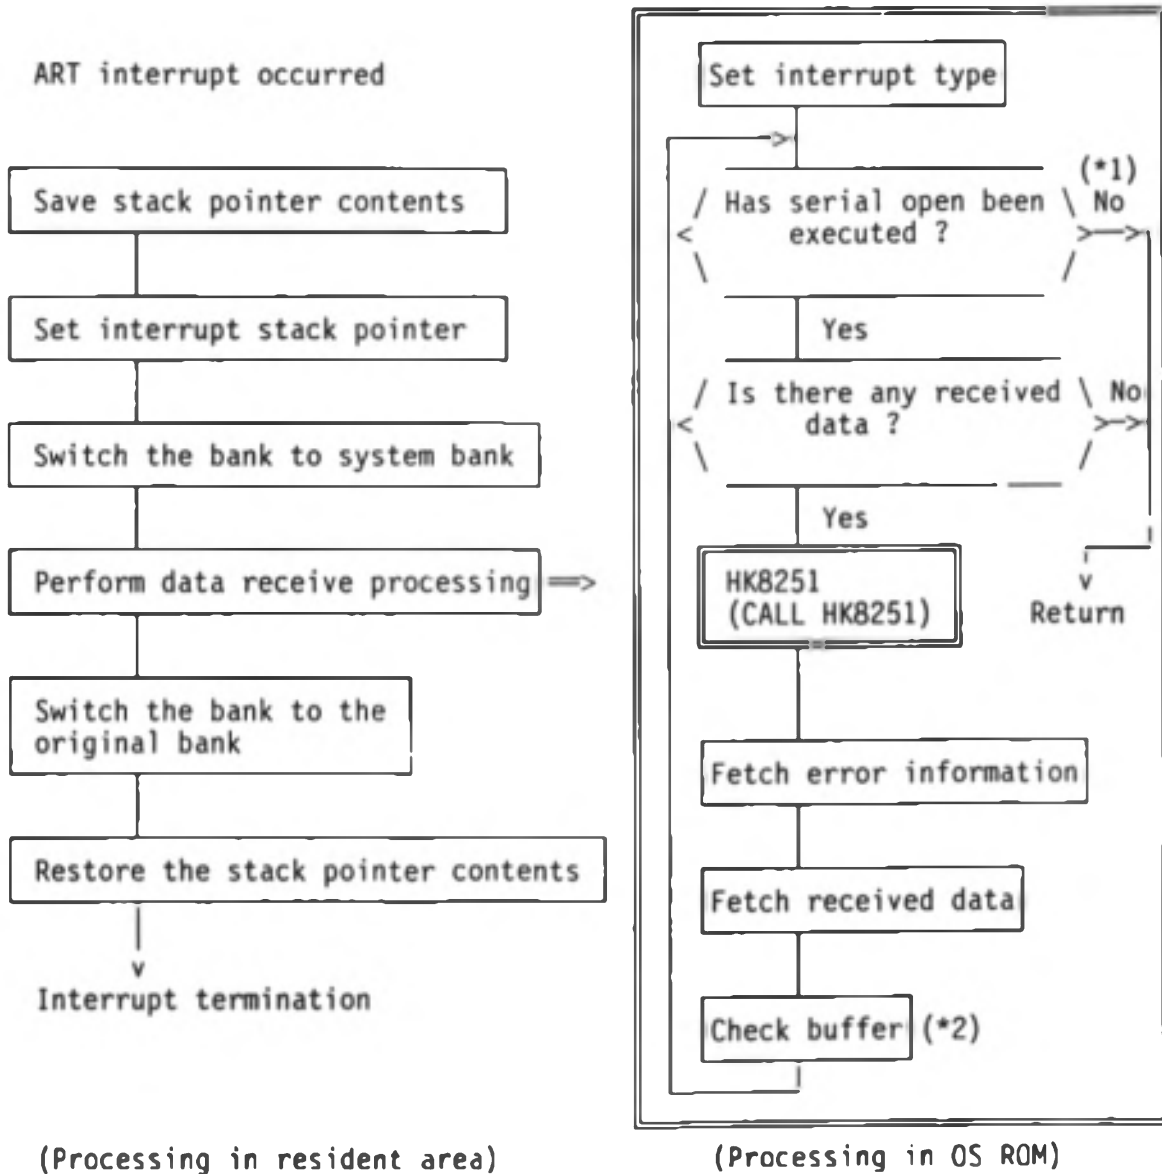 ART interrupt occurred
Save stack pointer contents
Set interrupt stack pointer
Switch the bank to system bank
Perform data receive processing
Switch the bank to the
original bank
Restore the stack pointer contents
Interrupt termination
(Processing in resident area)
Set interrupt type
(*1)
Has serial open been No
executed ?
Yes
Is there any received No
data ?
Yes
HK8251
(CALL HK8251)
Return
Fetch error information
Fetch received data
Check buffer (*2)
(Processing in OS ROM)